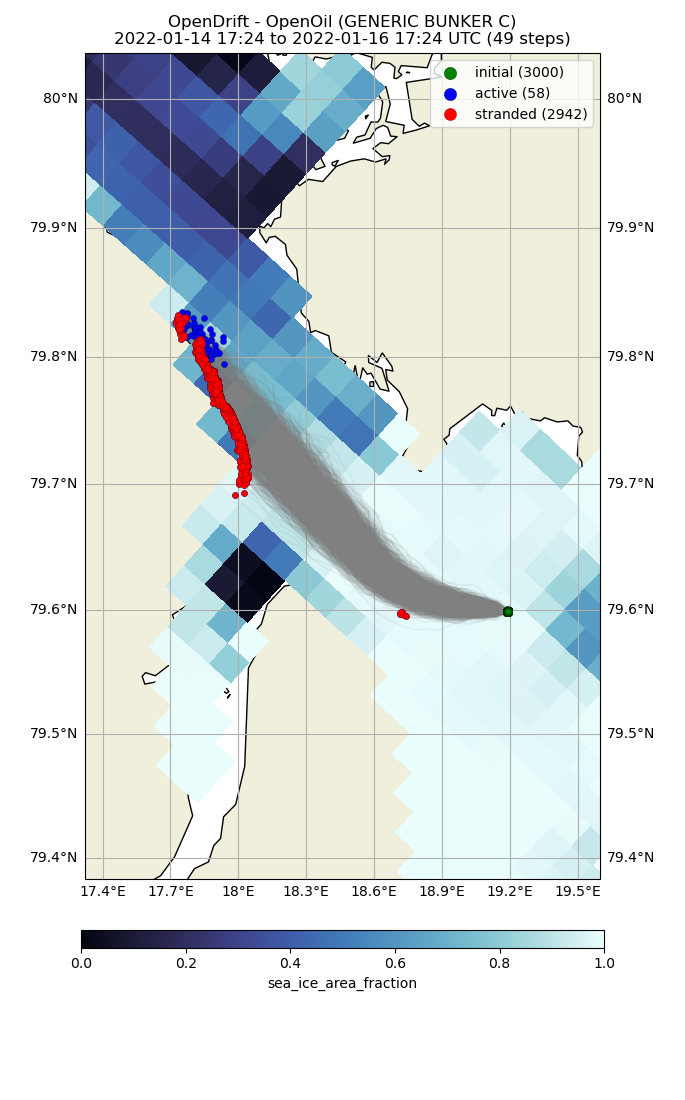 OpenDrift - OpenOil (GENERIC BUNKER C)
2022-01-14 17:24 to 2022-01-16 17:24 UTC (49 steps)
initial (3000)
active (58)
stranded (2942)
80°N 80°N
79.9°N 79.9°N
79.8°N 79.8°N
79.7°N 79.7°N
79.6°N 79.6°N
79.5°N 79.5°N
79.4°N 79.4°N
17.4°E 17.7°E 18°E 18.3°E 18.6°E 18.9°E 19.2°E 19.5°E
0.0 0.2 0.4 0.6 0.8 1.0
sea_ice_area_fraction